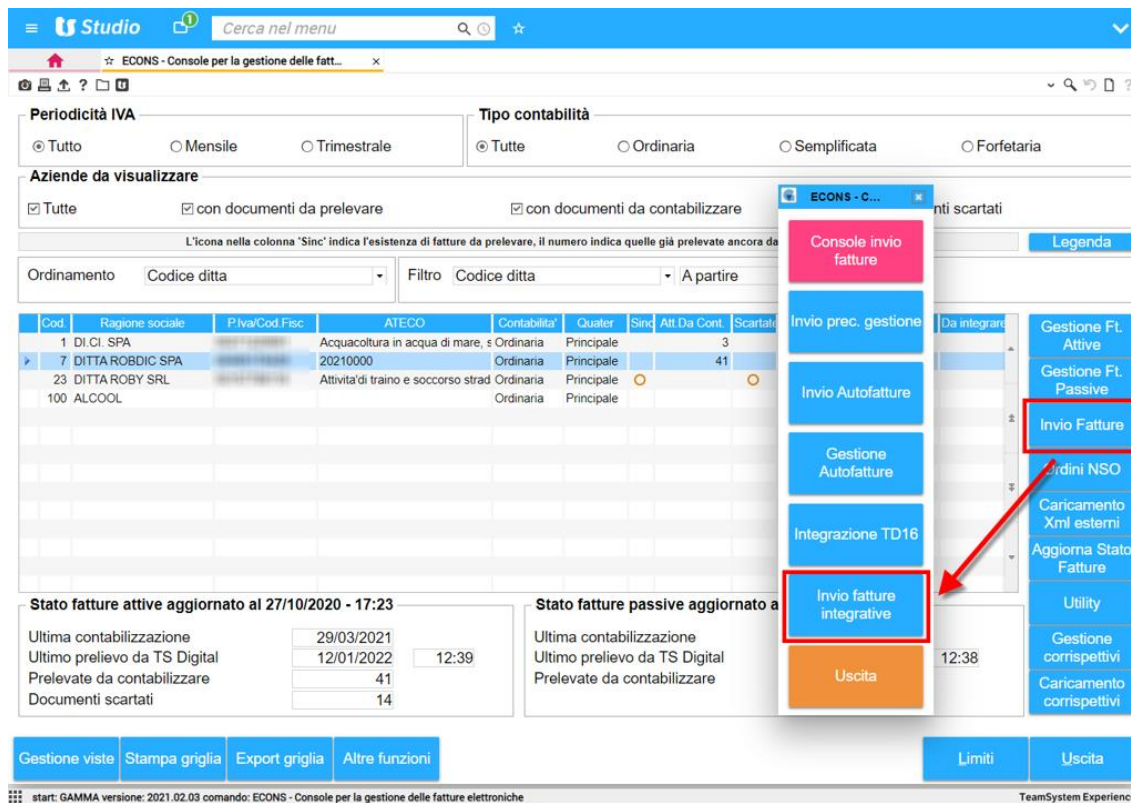 Studio
1
Cerca nel menu
ECONS - Console per la gestione delle fatt...
Periodicità IVA
Tutto
Mensile
Trimestrale
Tipo contabilità
Tutte
Ordinaria
Semplificata
Forfetaria
Aziende da visualizzare
Tutte
con documenti da prelevare
con documenti da contabilizzare
nti scartati
L'icona nella colonna 'Sinc' indica l'esistenza di fatture da prelevare, il numero indica quelle già prelevate ancora da
Legenda
Ordinamento
Codice ditta
Filtro
Codice ditta
A partire
Cod. Ragione sociale P.Iva/Cod.Fisc ATECO Contabilita' Quater Sinc Att.Da Cont. Scartate Da integrare
1 DI.CI. SPA Acquacoltura in acqua di mare, s Ordinaria Principale 3
7 DITTA ROBDIC SPA 20210000 Ordinaria Principale 41
23 DITTA ROBY SRL Attivita'di traino e soccorso strad Ordinaria Principale
100 ALCOOL Ordinaria Principale
ECONS - C...
Console invio
fatture
Invio prec. gestione
Invio Autofatture
Gestione
Autofatture
Integrazione TD16
Invio fatture
integrative
Uscita
Gestione Ft.
Attive
Gestione Ft.
Passive
Invio Fatture
Ordini NSO
Caricamento
Xml esterni
Aggiorna Stato
Fatture
Utility
Gestione
corrispettivi
Caricamento
corrispettivi
Stato fatture attive aggiornato al 27/10/2020 - 17:23
Ultima contabilizzazione 29/03/2021
Ultimo prelievo da TS Digital 12/01/2022 12:39
Prelevate da contabilizzare 41
Documenti scartati 14
Stato fatture passive aggiornato a
Ultima contabilizzazione
Ultimo prelievo da TS Digital 12:38
Prelevate da contabilizzare
Gestione viste
Stampa griglia
Export griglia
Altre funzioni
Limiti
Uscita
start: GAMMA versione: 2021.02.03 comando: ECONS - Console per la gestione delle fatture elettroniche
TeamSystem Experience